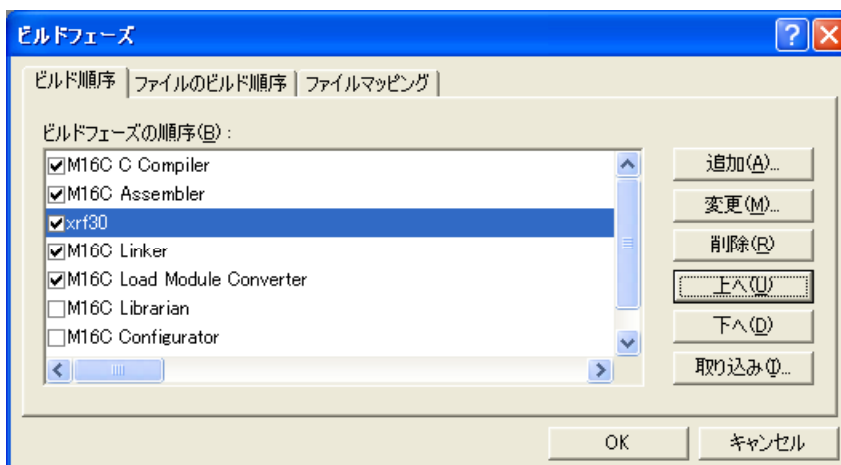 ビルドフェーズ
ビルド順序 ファイルのビルド順序 ファイルマッピング
ビルドフェーズの順序(B):
M16C C Compiler
M16C Assembler
xrf30
M16C Linker
M16C Load Module Converter
M16C Librarian
M16C Configurator
追加(A)...
変更(M)...
削除(R)
上へ(U)
下へ(D)
取り込み(I)...
OK
キャンセル